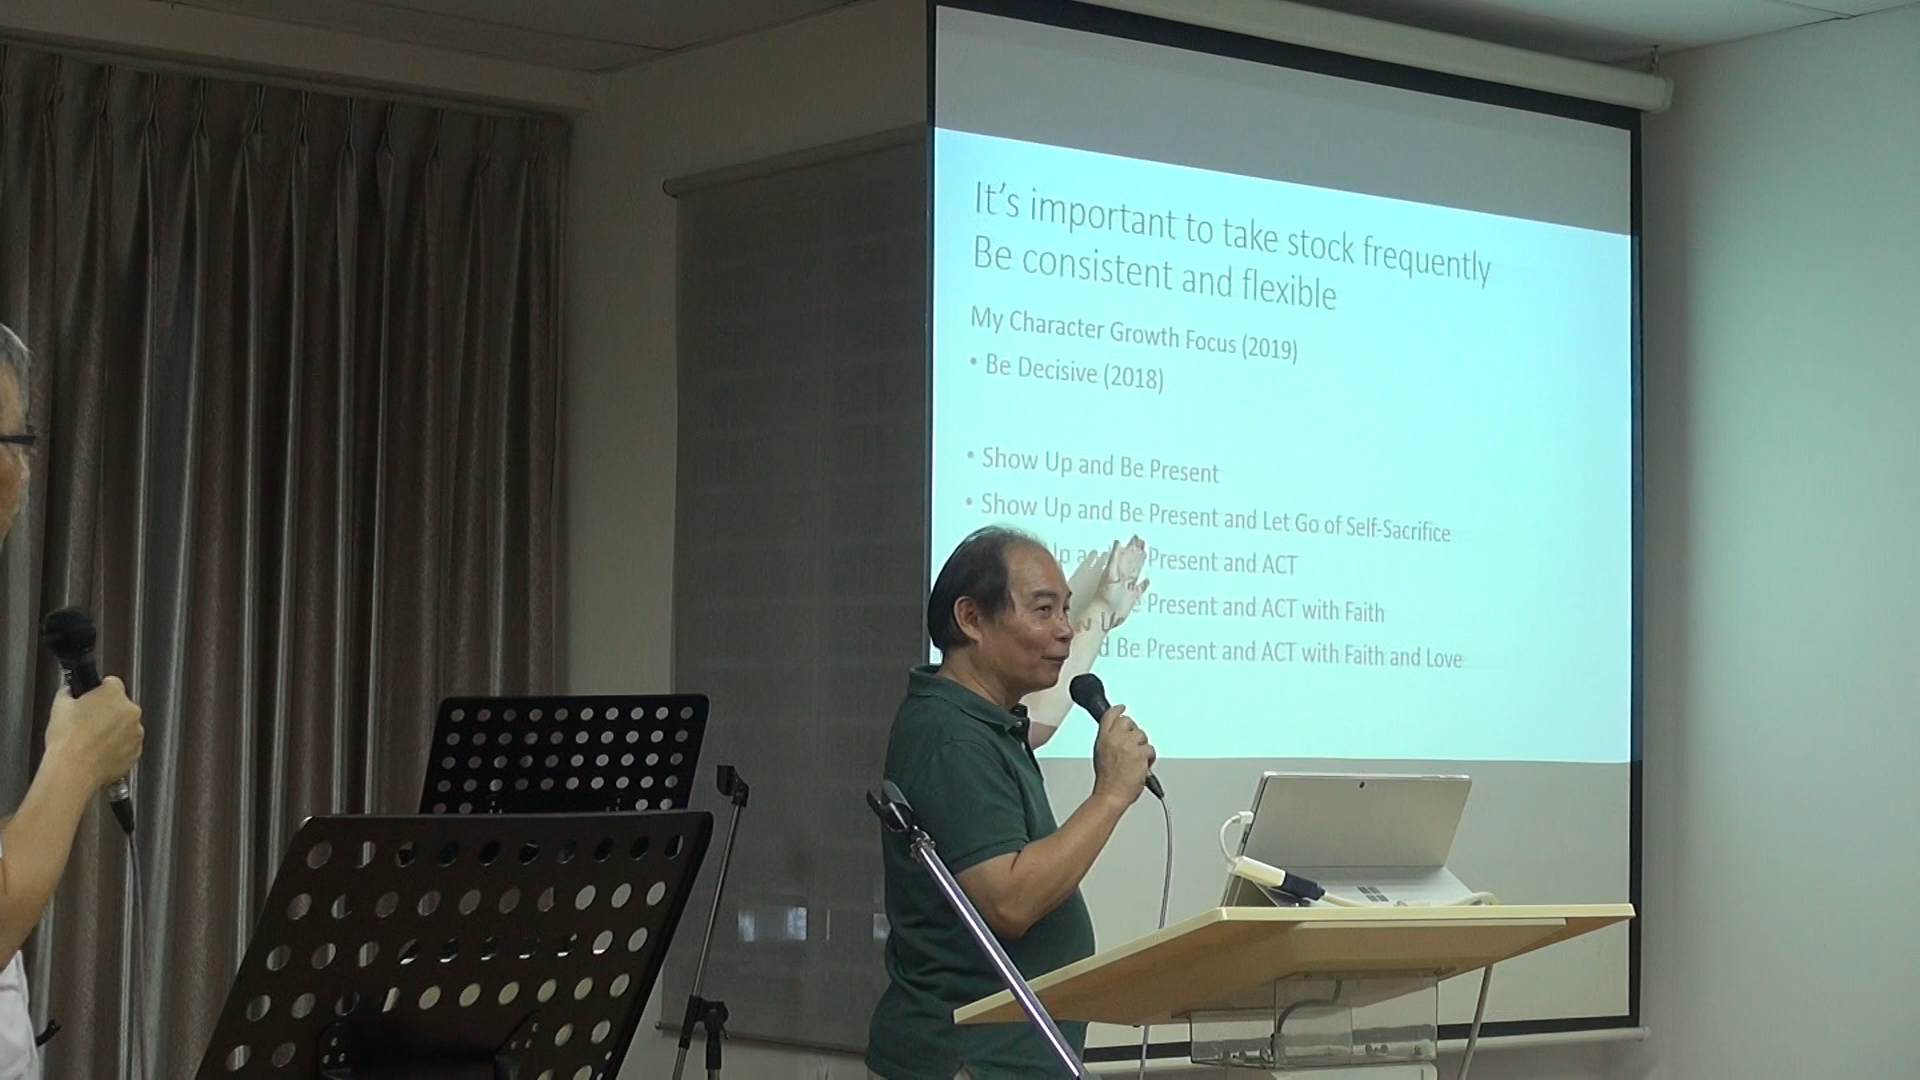 It's important to take stock frequently
Be consistent and flexible
My Character Growth Focus (2019)
• Be Decisive (2018)
• Show Up and Be Present
• Show Up and Be Present and Let Go of Self-Sacrifice
Present and ACT
Present and ACT with Faith
Be Present and ACT with Faith and Love